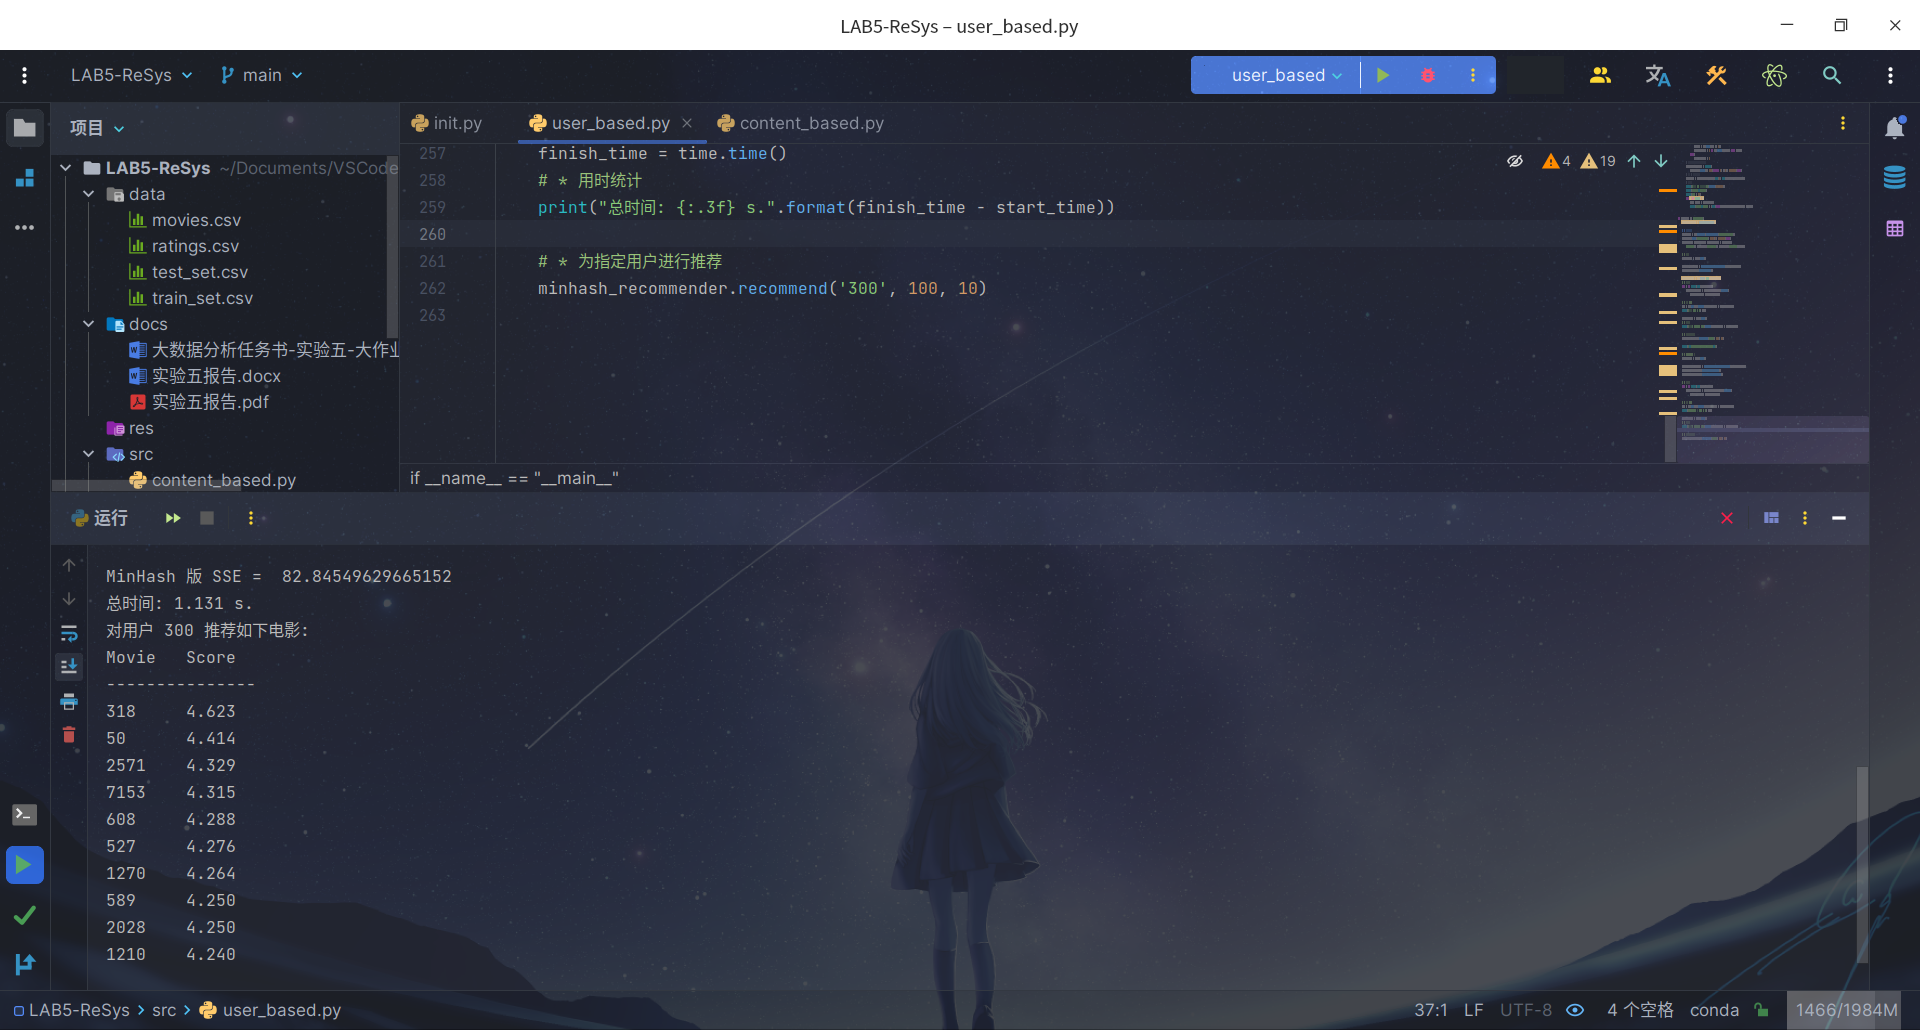 LAB5-ReSys – user_based.py
LAB5-ReSys
main
user_based
项目
init.py
user_based.py
content_based.py
LAB5-ReSys ~/Documents/VSCode
data
movies.csv
ratings.csv
test_set.csv
train_set.csv
docs
大数据分析任务书-实验五-大作业
实验五报告.docx
实验五报告.pdf
res
src
content_based.py
4
19
257 finish_time = time.time()
258 # * 用时统计
259 print("总时间: {:.3f} s.".format(finish_time - start_time))
260
261 # * 为指定用户进行推荐
262 minhash_recommender.recommend('300', 100, 10)
263
if __name__ == "__main__"
运行
MinHash 版 SSE =  82.84549629665152
总时间: 1.131 s.
对用户 300 推荐如下电影:
Movie   Score
---------------
318     4.623
50      4.414
2571    4.329
7153    4.315
608     4.288
527     4.276
1270    4.264
589     4.250
2028    4.250
1210    4.240
LAB5-ReSys
src
user_based.py
37:1
LF
UTF-8
4 个空格
conda
1466/1984M